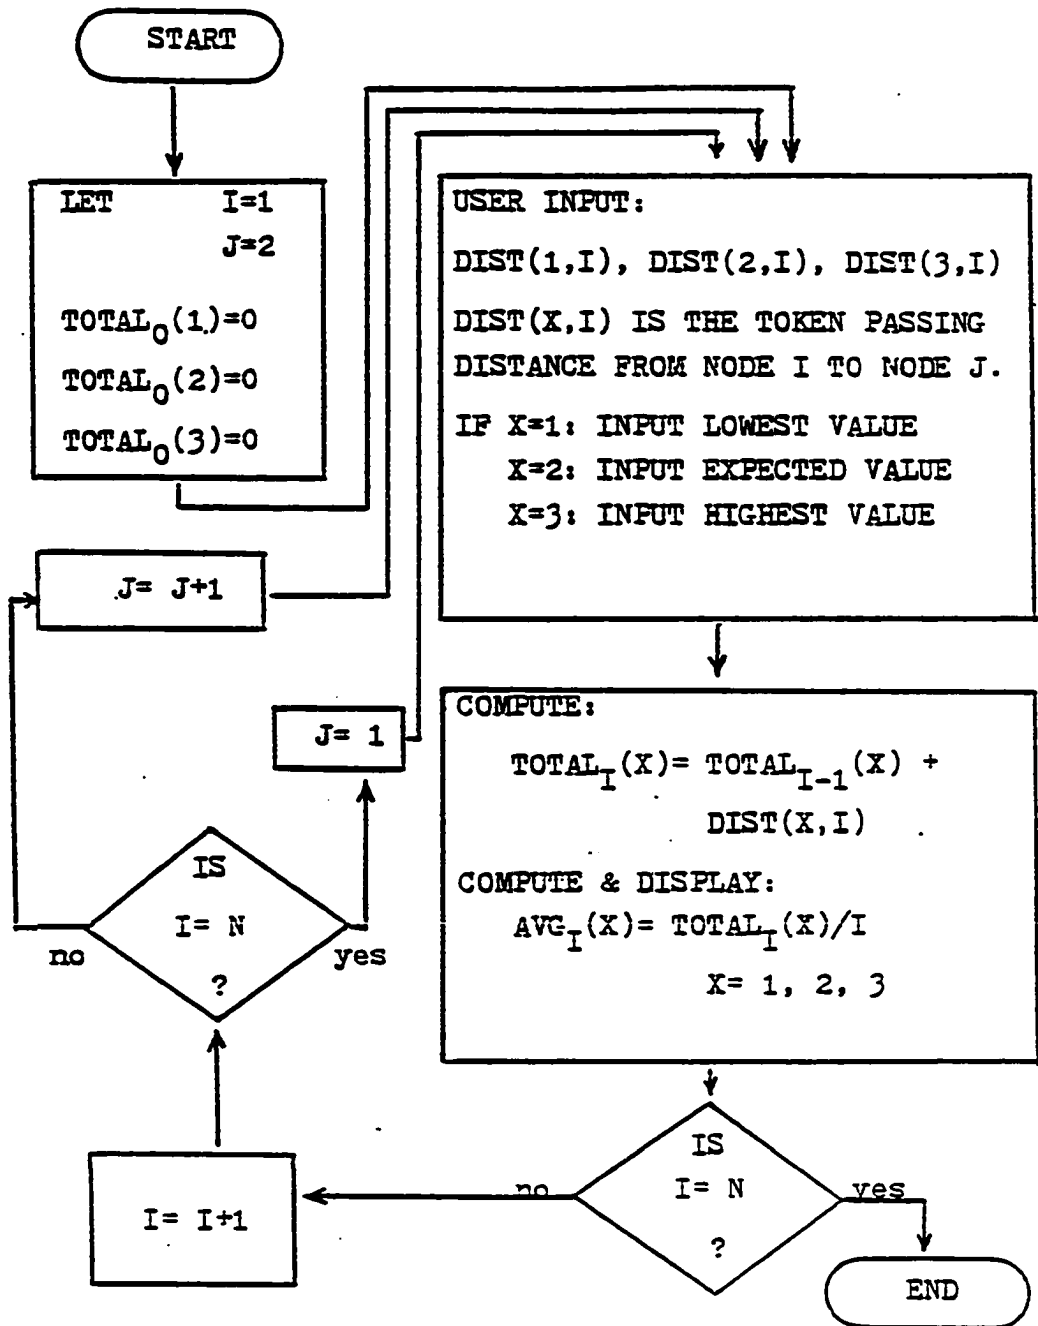 START
LET I=1
J=2
TOTAL0(1)=0
TOTAL0(2)=0
TOTAL0(3)=0
USER INPUT:
DIST(1,I), DIST(2,I), DIST(3,I)
DIST(X,I) IS THE TOKEN PASSING
DISTANCE FROM NODE I TO NODE J.
IF X=1: INPUT LOWEST VALUE
X=2: INPUT EXPECTED VALUE
X=3: INPUT HIGHEST VALUE
J= J+1
J= 1
COMPUTE:
TOTALI(X)= TOTALI-1(X) +
DIST(X,I)
COMPUTE & DISPLAY:
AVGI(X)= TOTALI(X)/I
X= 1, 2, 3
IS
I= N
?
no
yes
I= I+1
IS
I= N
?
no
yes
END